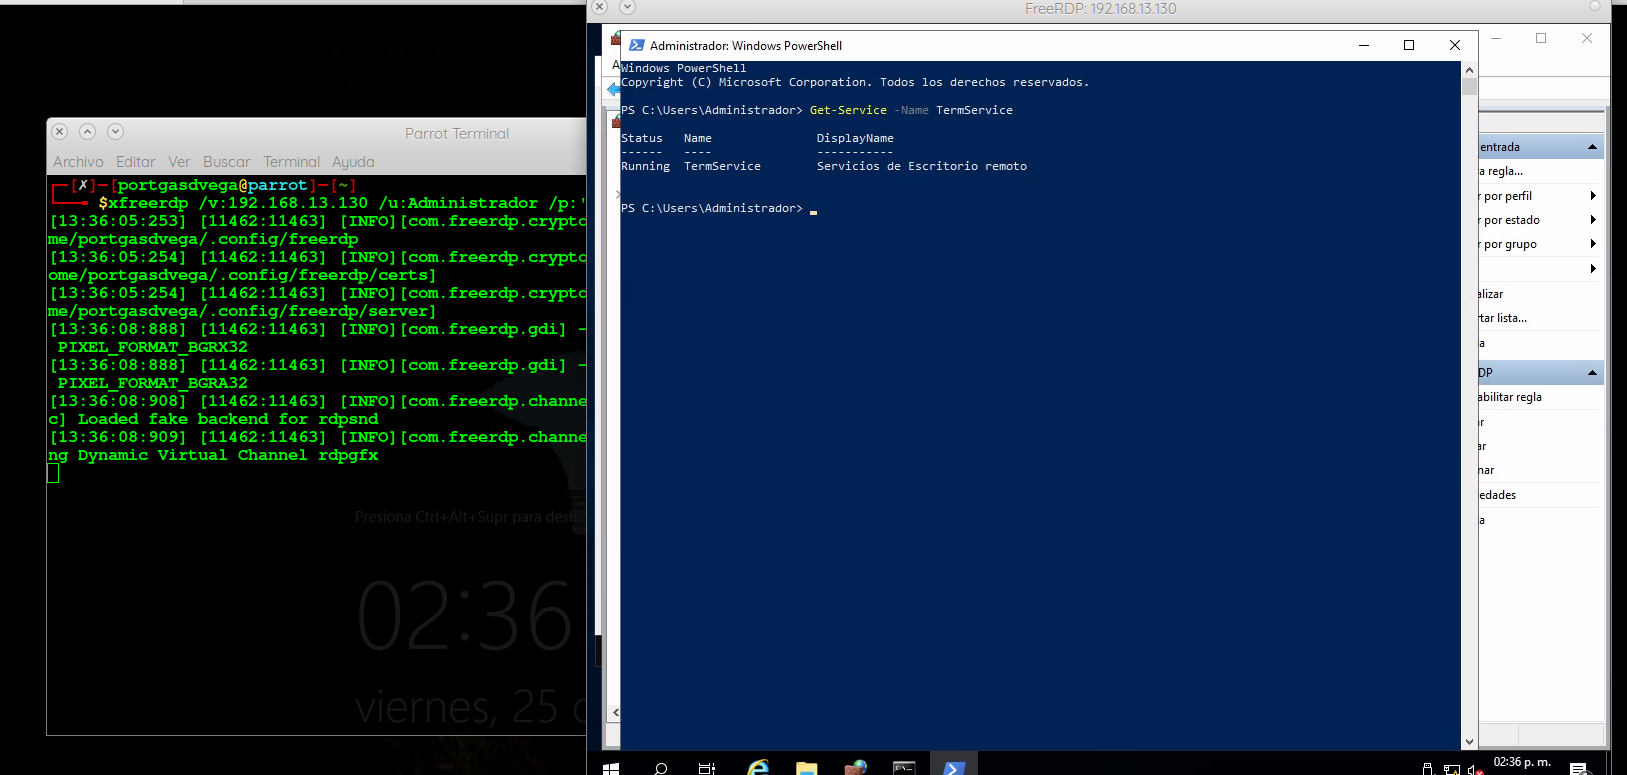 FreeRDP: 192.168.13.130
Administrador: Windows PowerShell
Windows PowerShell
Copyright (C) Microsoft Corporation. Todos los derechos reservados.
PS C:\Users\Administrador> Get-Service -Name TermService
Status Name DisplayName
------ ---- -----------
Running TermService Servicios de Escritorio remoto
PS C:\Users\Administrador>
Parrot Terminal
Archivo Editar Ver Buscar Terminal Ayuda
┌─[✗]─[portgasdvega@parrot]─[~]
└──╼ $xfreerdp /v:192.168.13.130 /u:Administrador /p:'
[13:36:05:253] [11462:11463] [INFO][com.freerdp.crypto
me/portgasdvega/.config/freerdp
[13:36:05:254] [11462:11463] [INFO][com.freerdp.crypto
ome/portgasdvega/.config/freerdp/certs]
[13:36:05:254] [11462:11463] [INFO][com.freerdp.crypto
me/portgasdvega/.config/freerdp/server]
[13:36:08:888] [11462:11463] [INFO][com.freerdp.gdi] -
PIXEL_FORMAT_BGRX32
[13:36:08:888] [11462:11463] [INFO][com.freerdp.gdi] -
PIXEL_FORMAT_BGRA32
[13:36:08:908] [11462:11463] [INFO][com.freerdp.channe
c] Loaded fake backend for rdpsnd
[13:36:08:909] [11462:11463] [INFO][com.freerdp.channe
ng Dynamic Virtual Channel rdpgfx
Presiona Ctrl+Alt+Supr para desbl
02:36
viernes, 25 d
A
entrada
a regla...
r por perfil
r por estado
r por grupo
alizar
tar lista...
a
DP
abilitar regla
ar
ar
nar
edades
a
02:36 p. m.